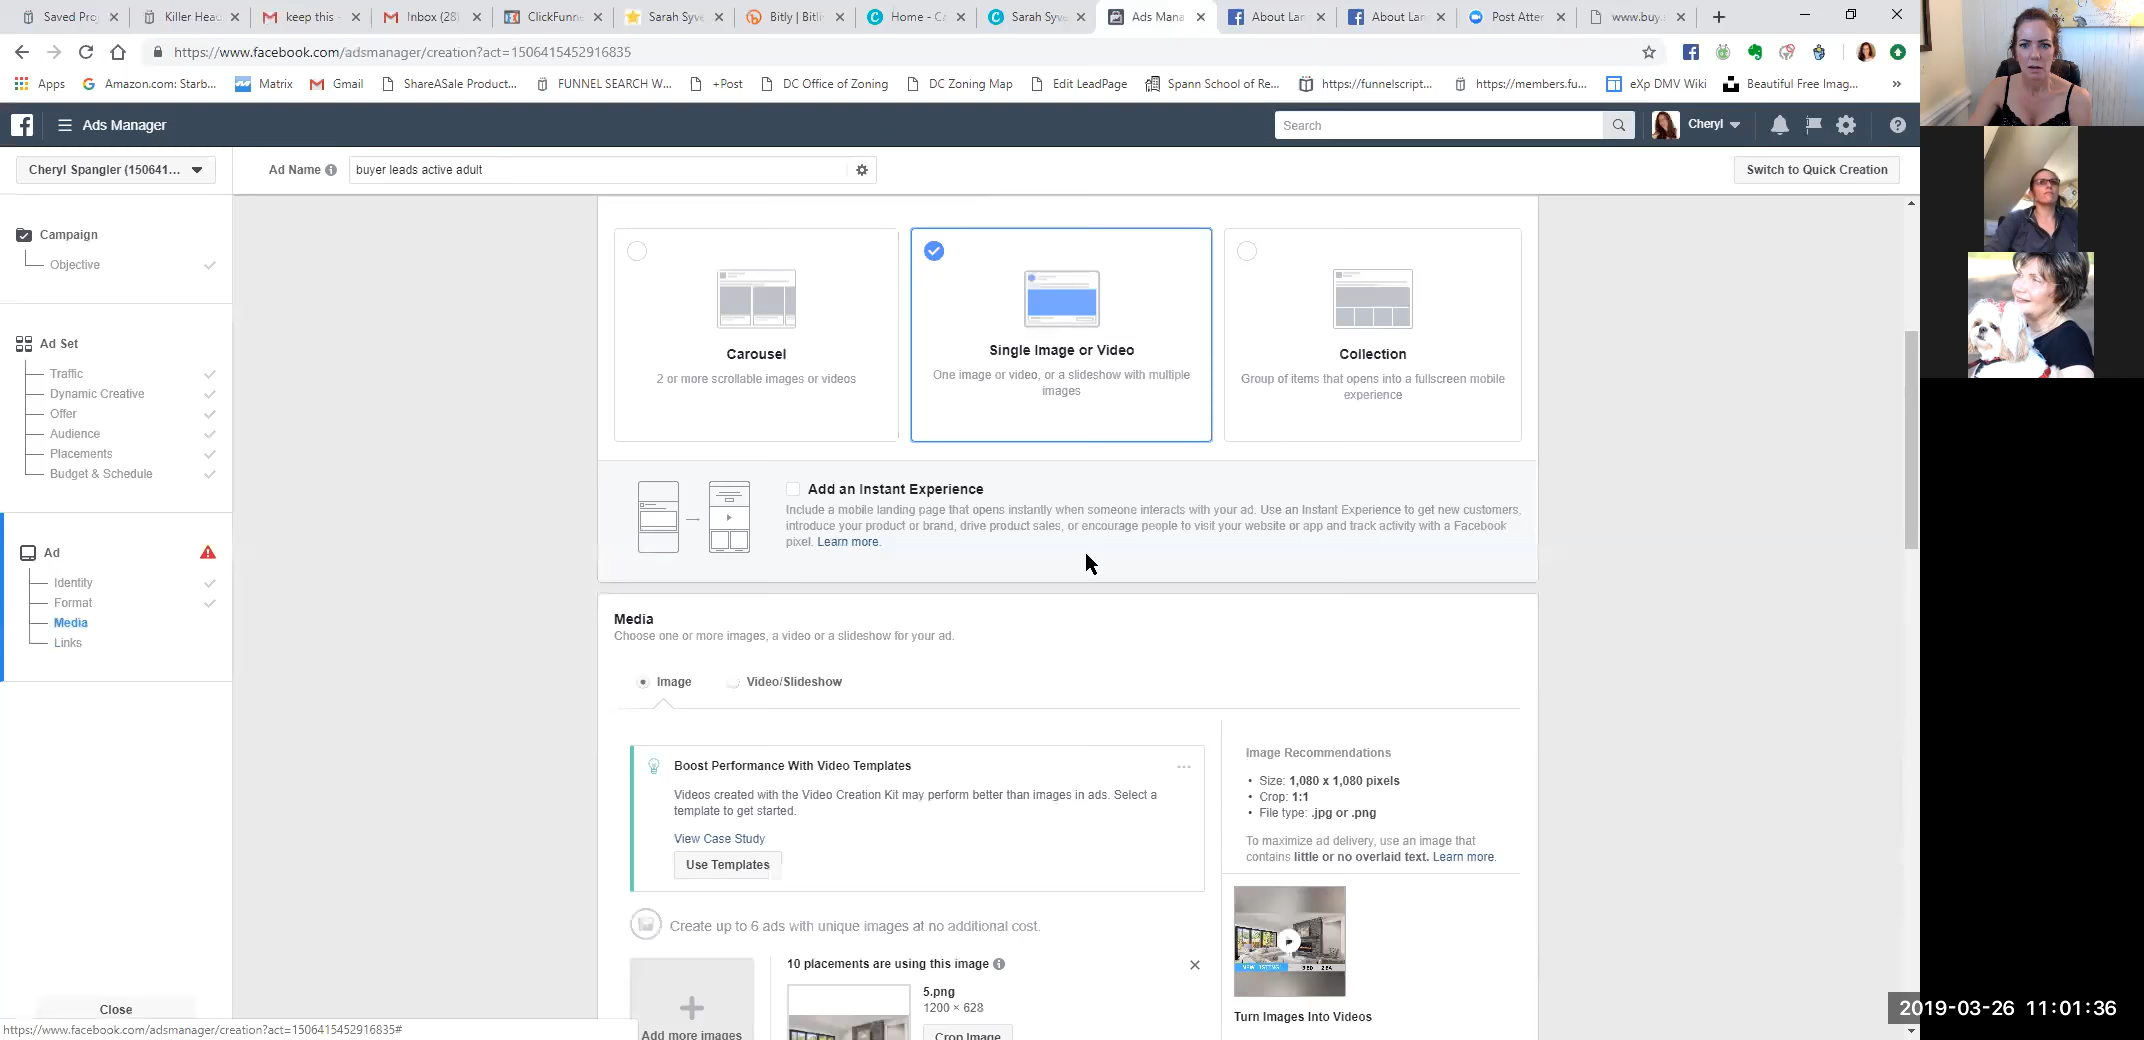 Saved Pro
Killer Hea
keep this -
Inbox (28)
ClickFunn
Sarah Syve
Bitly | Bitl
Home - Ca
Sarah Syve
Ads Mana
About Lan
About Lan
Post Atter
www.buy.
https://www.facebook.com/adsmanager/creation?act=1506415452916835
Apps
Amazon.com: Starb...
Matrix
Gmail
ShareASale Product...
FUNNEL SEARCH W...
+Post
DC Office of Zoning
DC Zoning Map
Edit LeadPage
Spann School of Re...
https://funnelscript...
https://members.fu...
eXp DMV Wiki
Beautiful Free Imag...
»
Ads Manager
Search
Cheryl
Cheryl Spangler (150641...
Ad Name
buyer leads active adult
Switch to Quick Creation
Campaign
Objective
Ad Set
Traffic
Dynamic Creative
Offer
Audience
Placements
Budget & Schedule
Ad
Identity
Format
Media
Links
Close
Carousel
2 or more scrollable images or videos
Single Image or Video
One image or video, or a slideshow with multiple
images
Collection
Group of items that opens into a fullscreen mobile
experience
Add an Instant Experience
Include a mobile landing page that opens instantly when someone interacts with your ad. Use an Instant Experience to get new customers,
introduce your product or brand, drive product sales, or encourage people to visit your website or app and track activity with a Facebook
pixel. Learn more.
Media
Choose one or more images, a video or a slideshow for your ad.
Image
Video/Slideshow
Boost Performance With Video Templates
Videos created with the Video Creation Kit may perform better than images in ads. Select a
template to get started.
View Case Study
Use Templates
Image Recommendations
• Size: 1,080 x 1,080 pixels
• Crop: 1:1
• File type: .jpg or .png
To maximize ad delivery, use an image that
contains little or no overlaid text. Learn more.
Create up to 6 ads with unique images at no additional cost.
Add more images
10 placements are using this image
5.png
1200 × 628
Crop Image
NEW LISTING!
3BD 2BA
Turn Images Into Videos
https://www.facebook.com/adsmanager/creation?act=1506415452916835#
2019-03-26 11:01:36